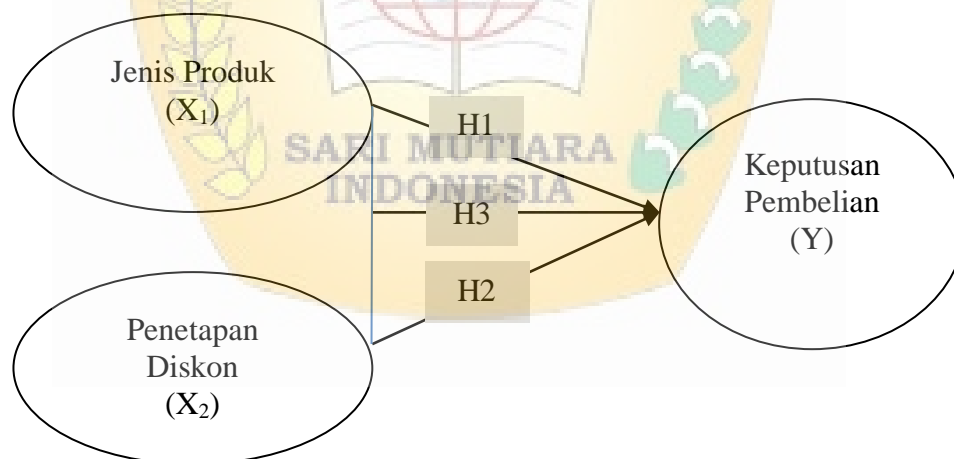 Jenis Produk
(X₁)
H1
SARI MUTIARA
INDONESIA
Keputusan
Pembelian
(Y)
H3
H2
Penetapan
Diskon
(X₂)